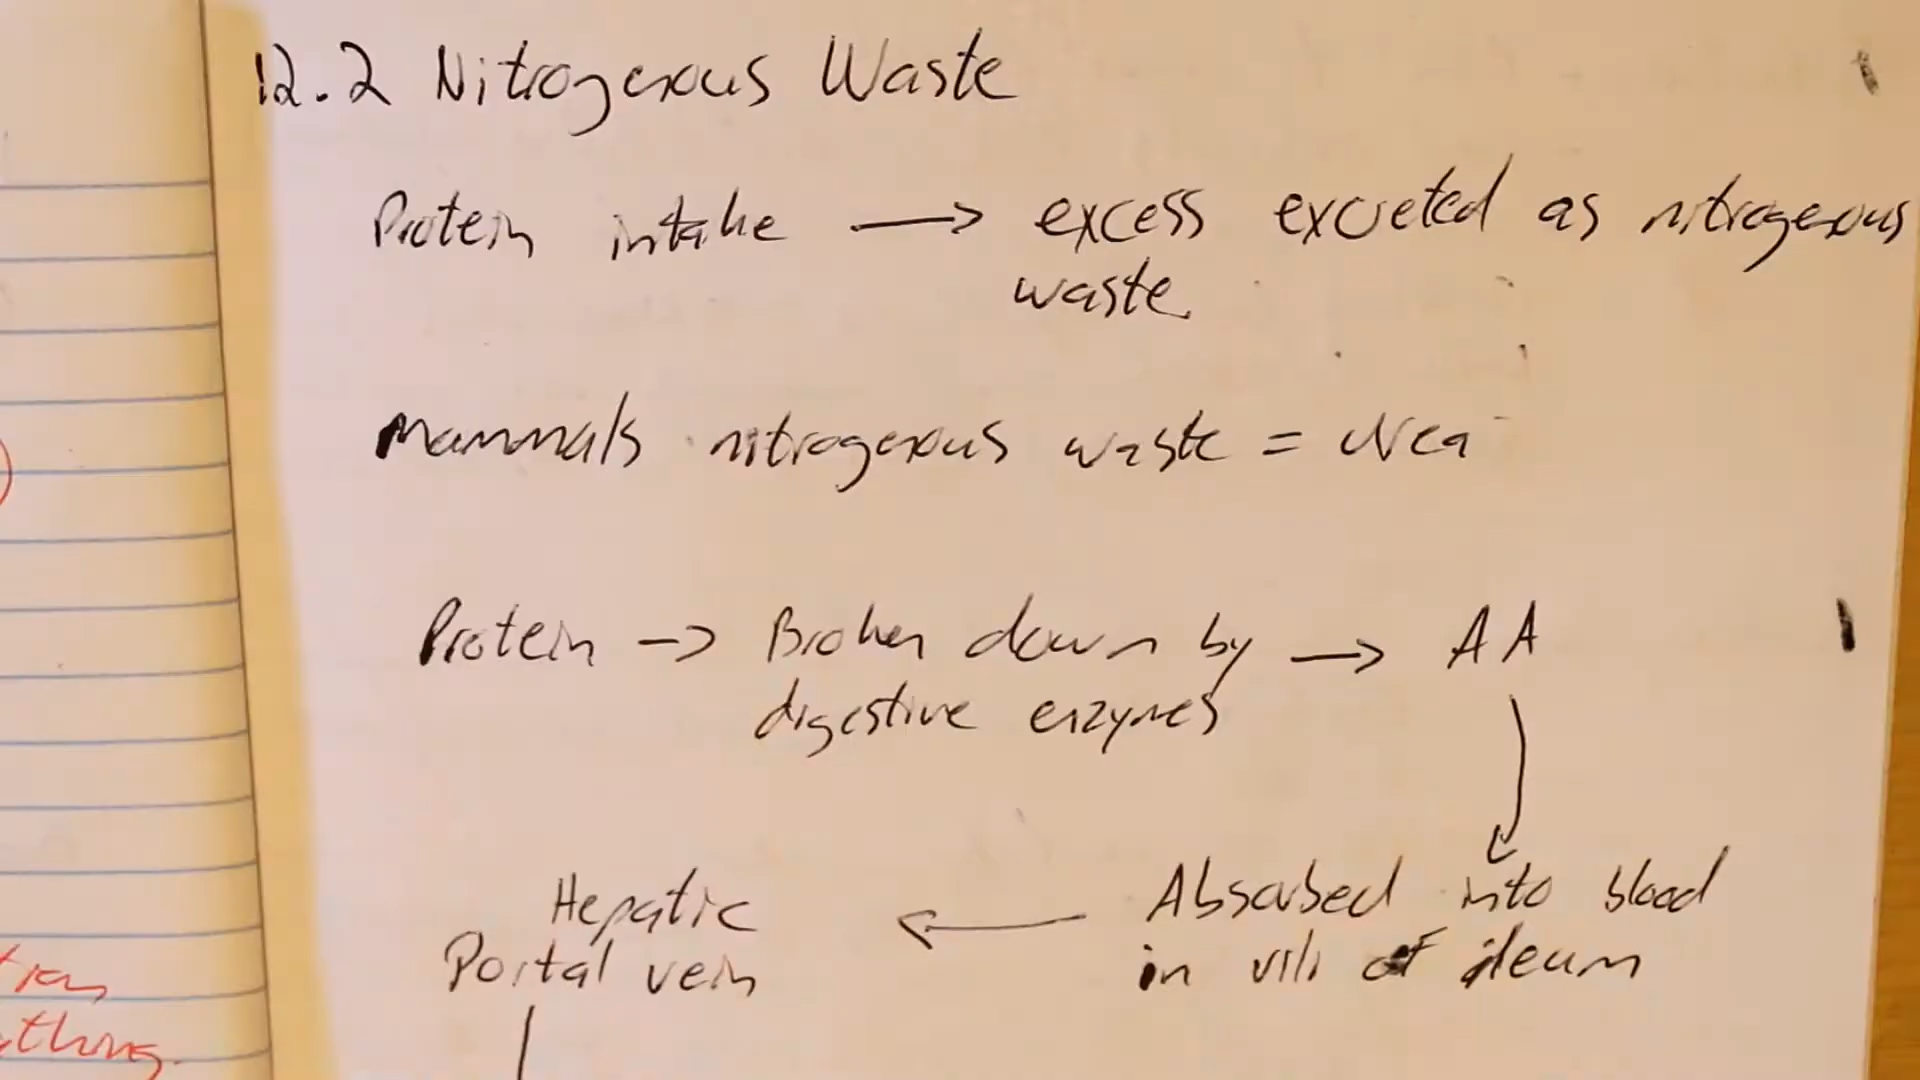 12.2 Nitrogenous Waste
Protein intake → excess excreted as nitrogenous
waste
Mammals nitrogenous waste = Urea
Protein → Broken down by → AA
digestive enzymes
Hepatic ← Absorbed into blood
Portal vein in villi of ileum
thing.